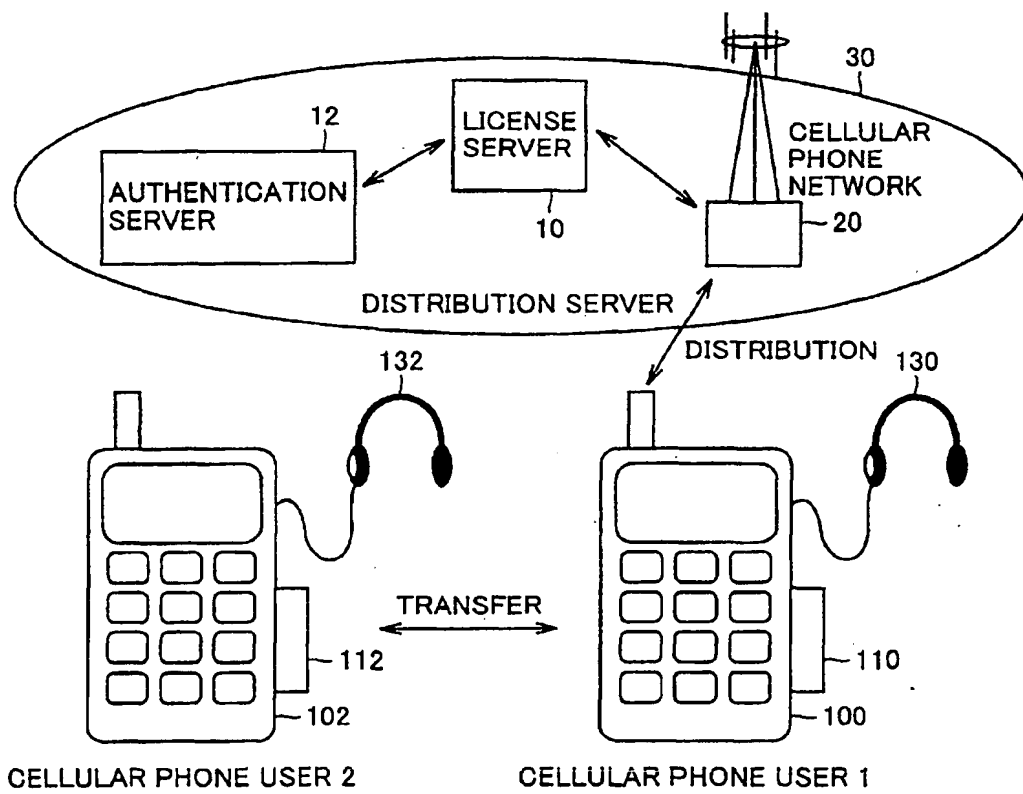 30
12
LICENSE
SERVER
CELLULAR
PHONE
NETWORK
AUTHENTICATION
SERVER
10
20
DISTRIBUTION SERVER
DISTRIBUTION
132
130
TRANSFER
112
110
102
100
CELLULAR PHONE USER 2
CELLULAR PHONE USER 1